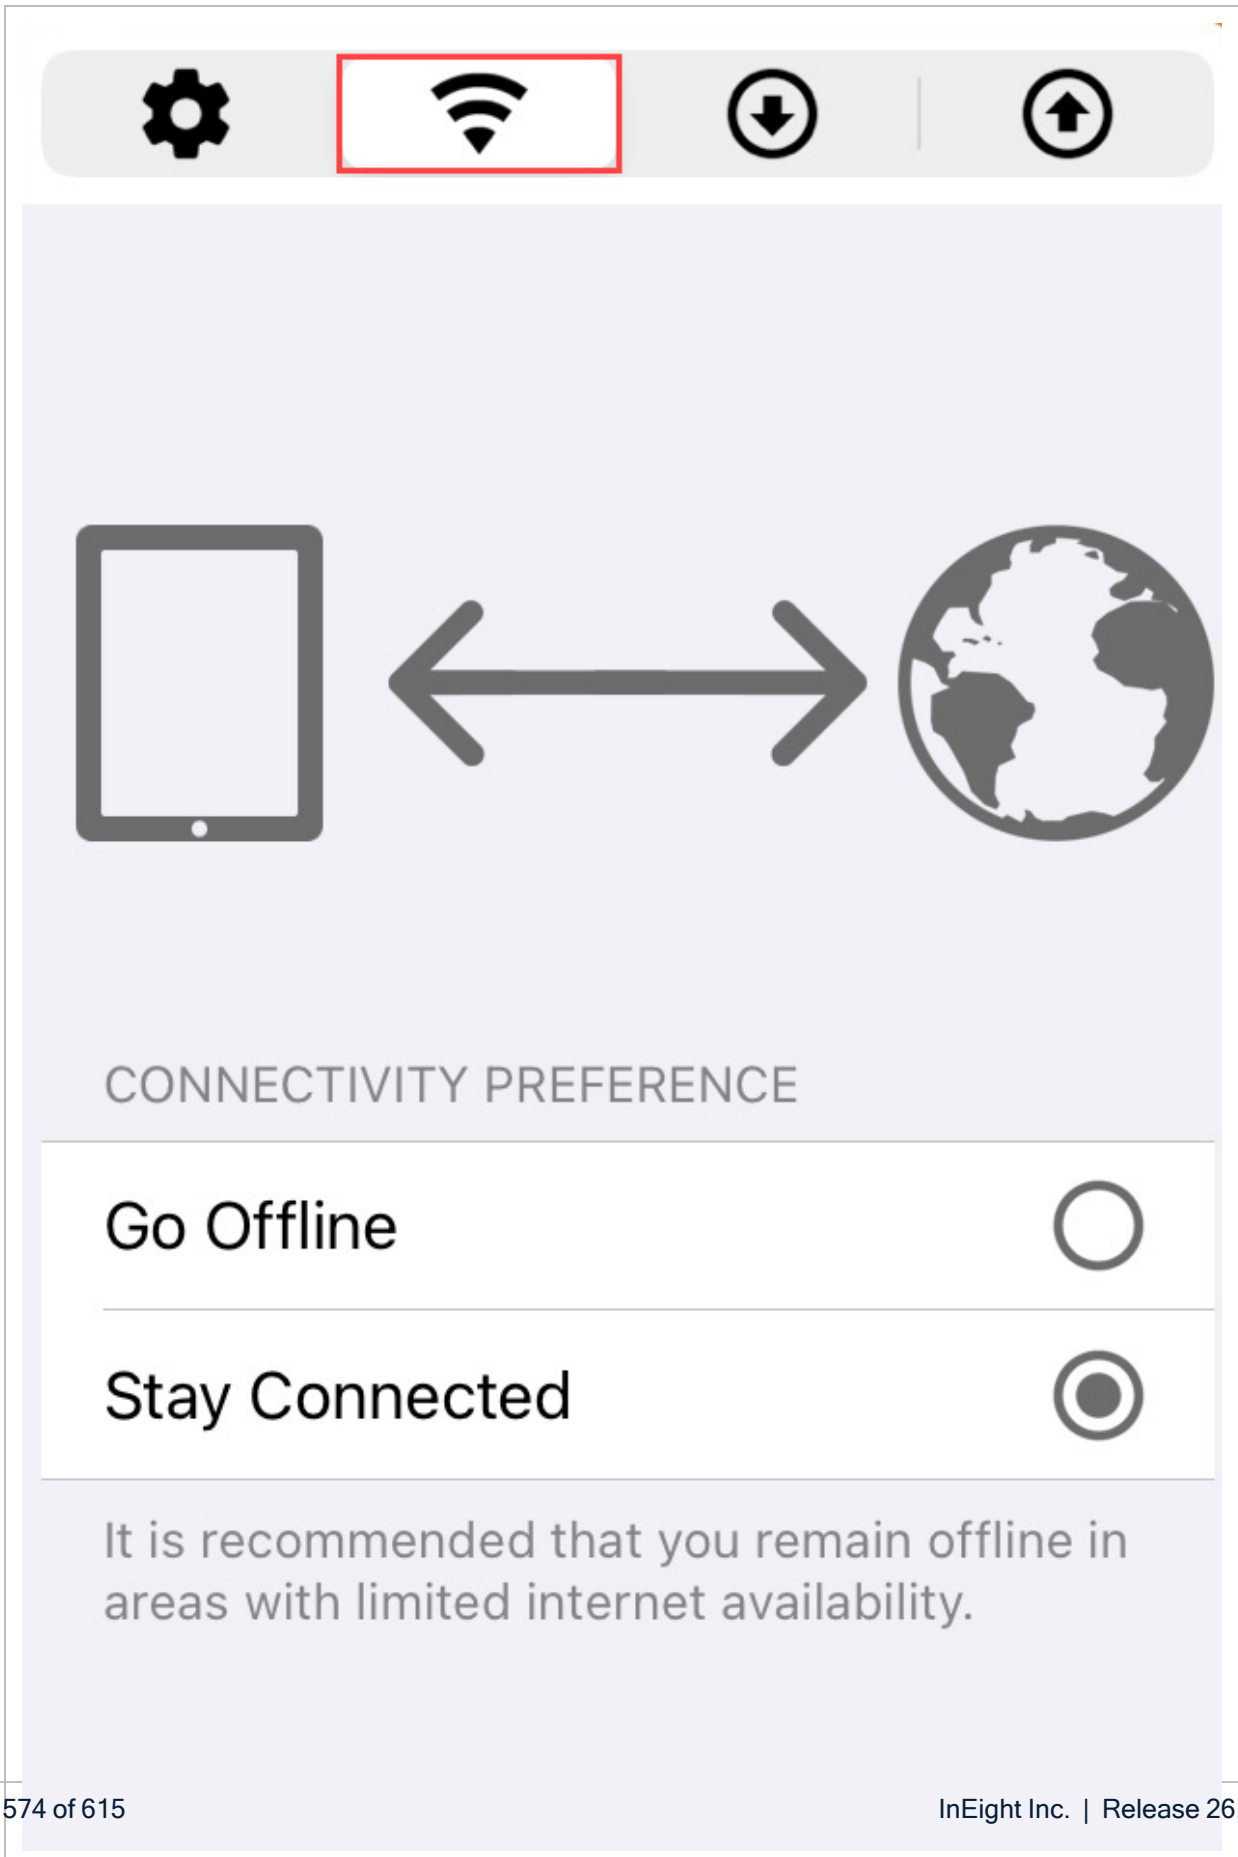 CONNECTIVITY PREFERENCE
Go Offline
Stay Connected
It is recommended that you remain offline in
areas with limited internet availability.
574 of 615
InEight Inc. | Release 26